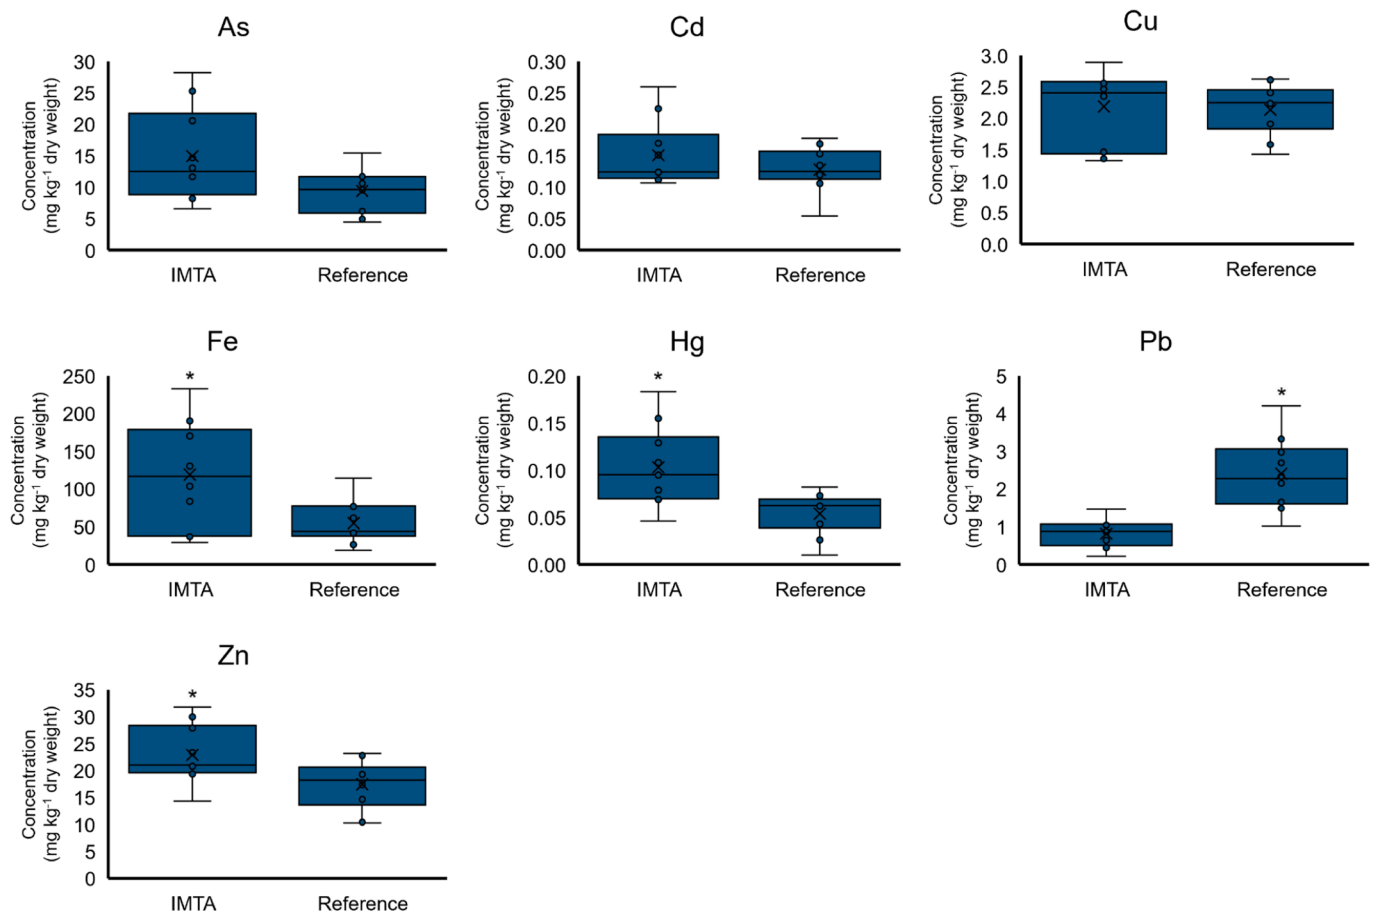 As
Concentration
(mg kg⁻¹ dry weight)
30
25
20
15
10
5
0
IMTA
Reference
Cd
Concentration
(mg kg⁻¹ dry weight)
0.30
0.25
0.20
0.15
0.10
0.05
0.00
IMTA
Reference
Cu
Concentration
(mg kg⁻¹ dry weight)
3.0
2.5
2.0
1.5
1.0
0.5
0.0
IMTA
Reference
Fe
Concentration
(mg kg⁻¹ dry weight)
250
200
150
100
50
0
*
IMTA
Reference
Hg
Concentration
(mg kg⁻¹ dry weight)
0.20
0.15
0.10
0.05
0.00
*
IMTA
Reference
Pb
Concentration
(mg kg⁻¹ dry weight)
5
4
3
2
1
0
*
IMTA
Reference
Zn
Concentration
(mg kg⁻¹ dry weight)
35
30
25
20
15
10
5
0
*
IMTA
Reference